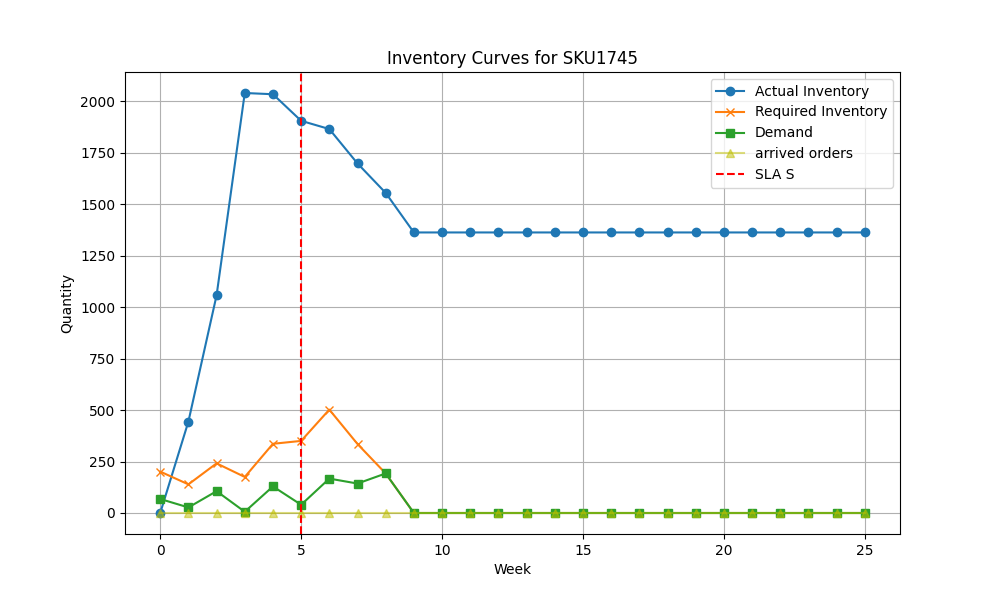 Inventory Curves for SKU1745
Actual Inventory
Required Inventory
Demand
arrived orders
SLA S
Quantity
2000
1750
1500
1250
1000
750
500
250
0
0 5 10 15 20 25
Week